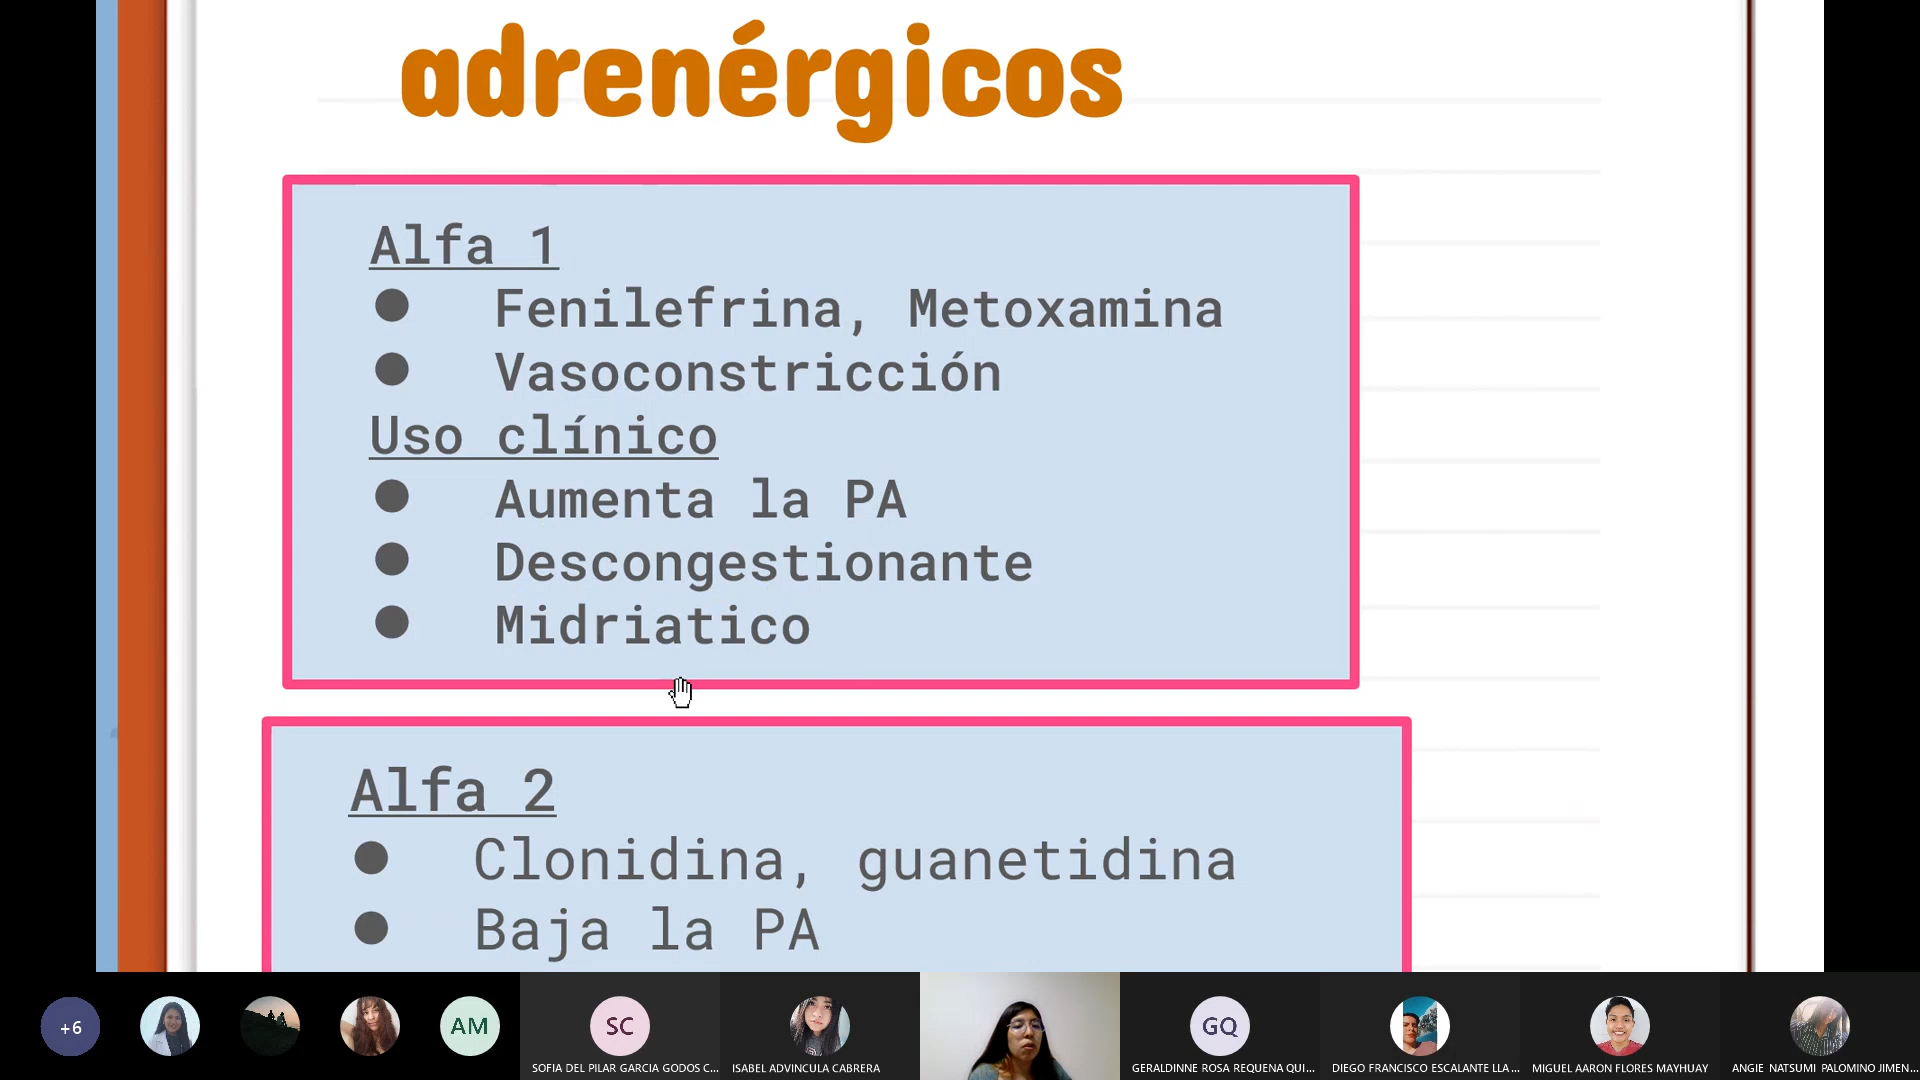 adrenérgicos
Alfa 1
● Fenilefrina, Metoxamina
● Vasoconstricción
Uso clínico
● Aumenta la PA
● Descongestionante
● Midriatico
Alfa 2
● Clonidina, guanetidina
● Baja la PA
+6
AM
SC
GQ
SOFIA DEL PILAR GARCIA GODOS C...
ISABEL ADVINCULA CABRERA
GERALDINNE ROSA REQUENA QUI...
DIEGO FRANCISCO ESCALANTE LLA...
MIGUEL AARON FLORES MAYHUAY
ANGIE NATSUMI PALOMINO JIMEN...